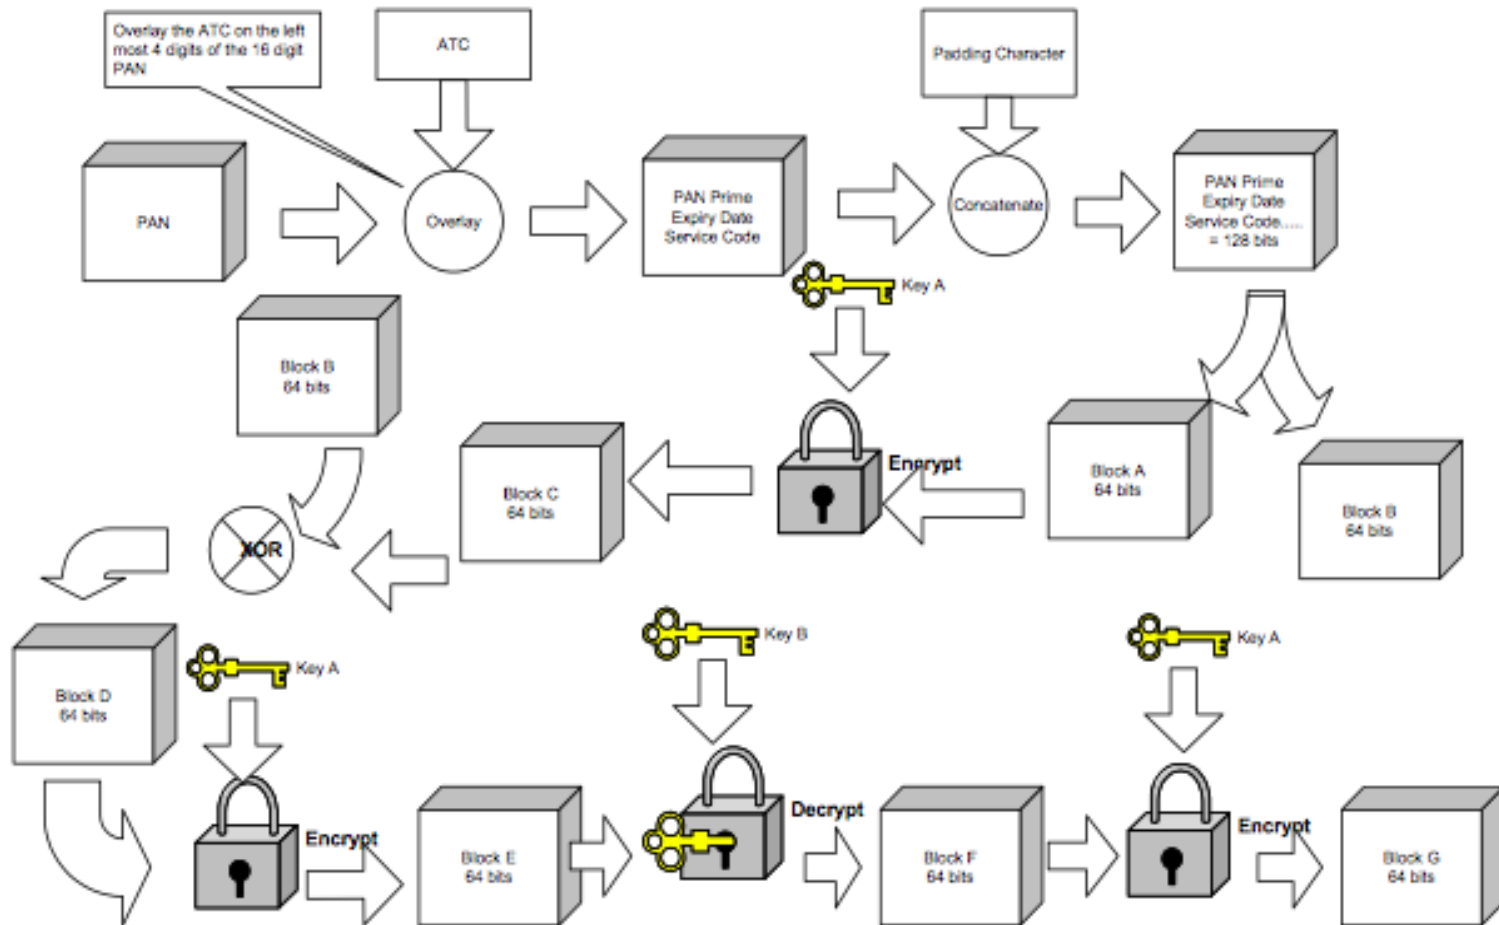 Overlay the ATC on the left
most 4 digits of the 16 digit
PAN
ATC
Padding Character
PAN
Overlay
PAN Prime
Expiry Date
Service Code
Concatenate
PAN Prime
Expiry Date
Service Code.....
= 128 bits
Key A
Block B
64 bits
Block C
64 bits
Encrypt
Block A
64 bits
Block B
64 bits
XOR
Block D
64 bits
Key A
Key B
Key A
Encrypt
Block E
64 bits
Decrypt
Block F
64 bits
Encrypt
Block G
64 bits